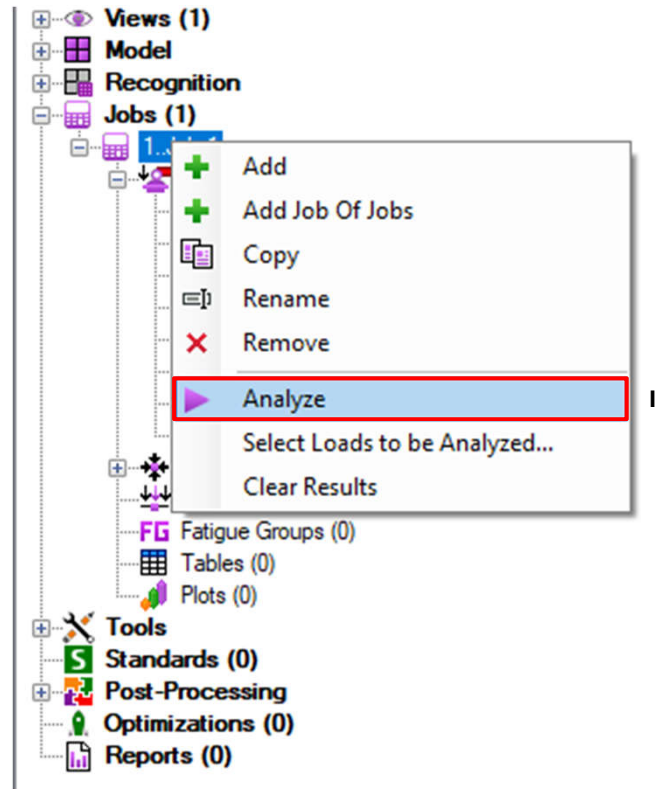 Views (1)
Model
Recognition
Jobs (1)
Add
Add Job Of Jobs
Copy
Rename
Remove
Analyze
I
Select Loads to be Analyzed...
Clear Results
FG Fatigue Groups (0)
Tables (0)
Plots (0)
Tools
S Standards (0)
Post-Processing
Optimizations (0)
Reports (0)